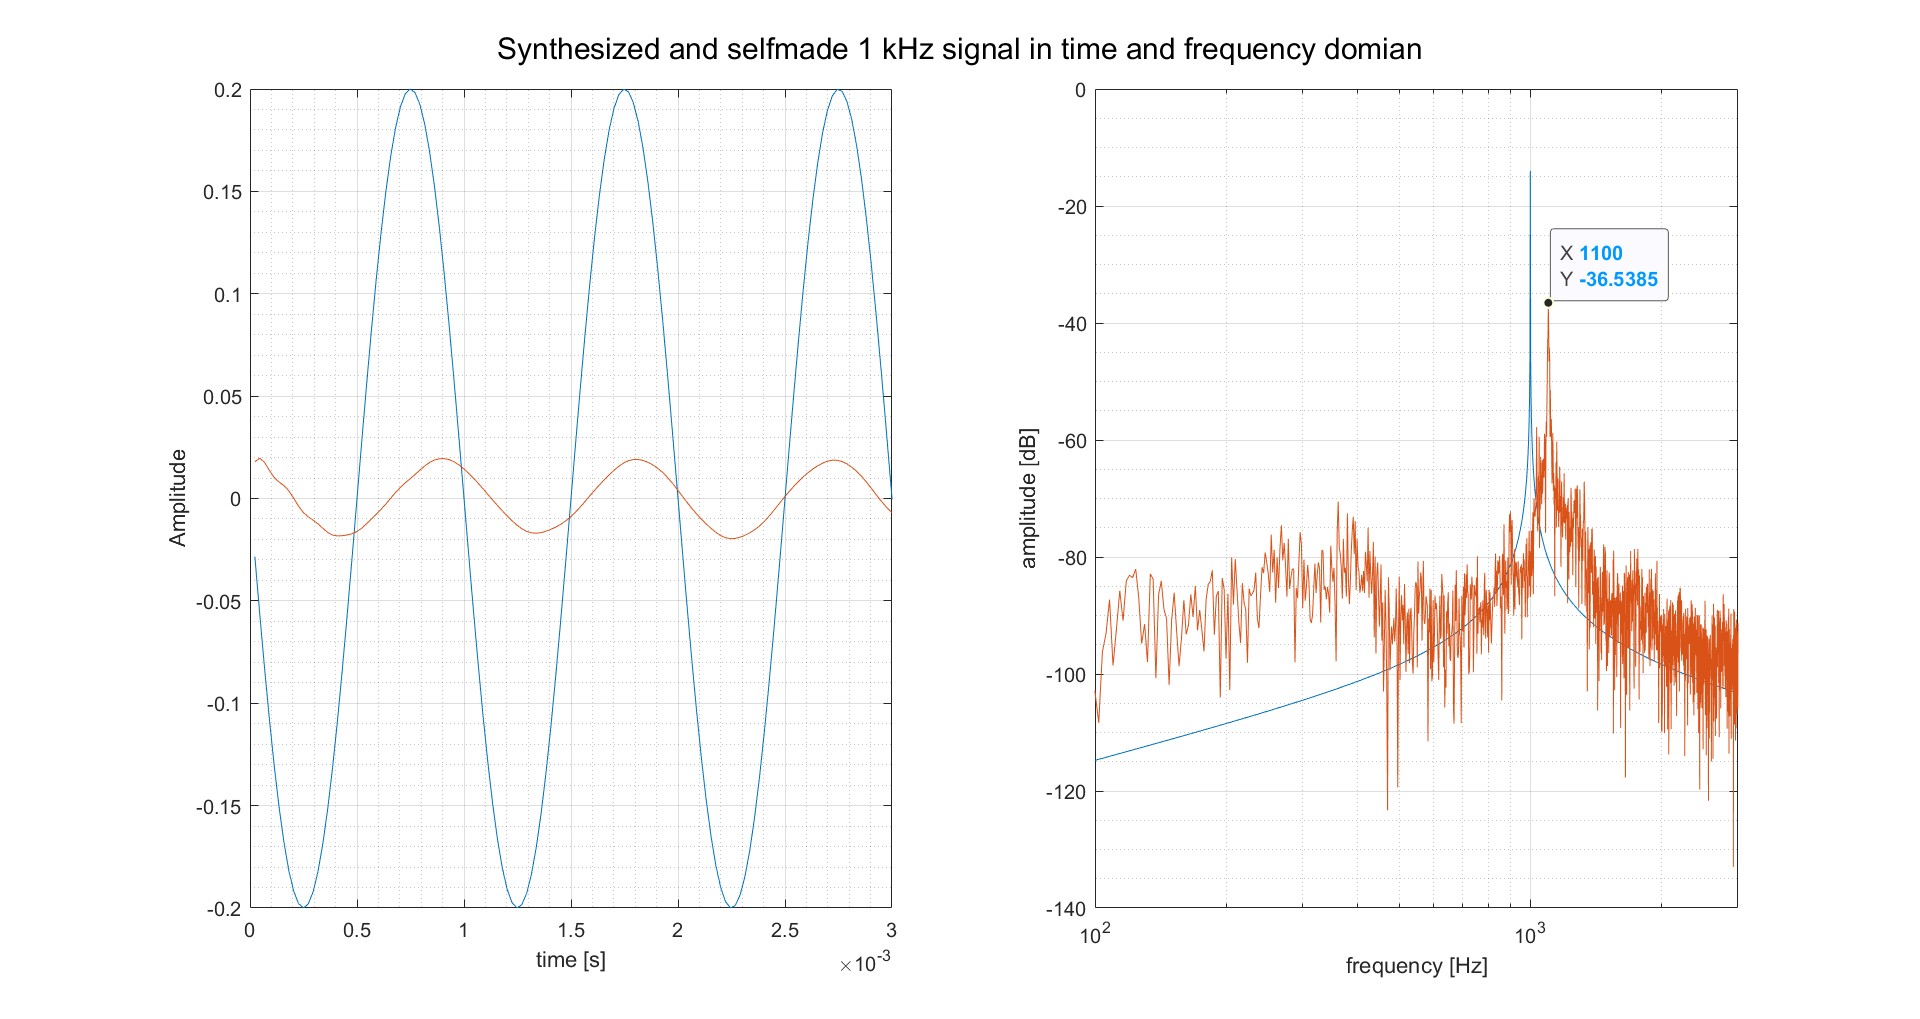 Synthesized and selfmade 1 kHz signal in time and frequency domian
0.2
0.15
0.1
0.05
0
-0.05
-0.1
-0.15
-0.2
Amplitude
0 0.5 1 1.5 2 2.5 3
time [s]
×10⁻³
0
-20
-40
-60
-80
-100
-120
-140
amplitude [dB]
X 1100
Y -36.5385
10² 10³
frequency [Hz]